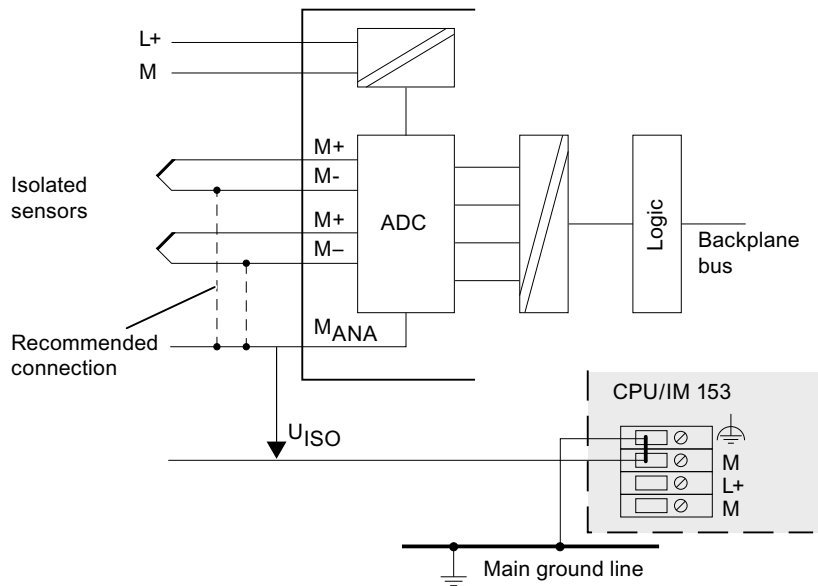 L+
M
M+
M-
Isolated
sensors
M+
M–
ADC
Logic
Backplane
bus
Recommended
connection
MANA
UISO
CPU/IM 153
M
L+
M
Main ground line